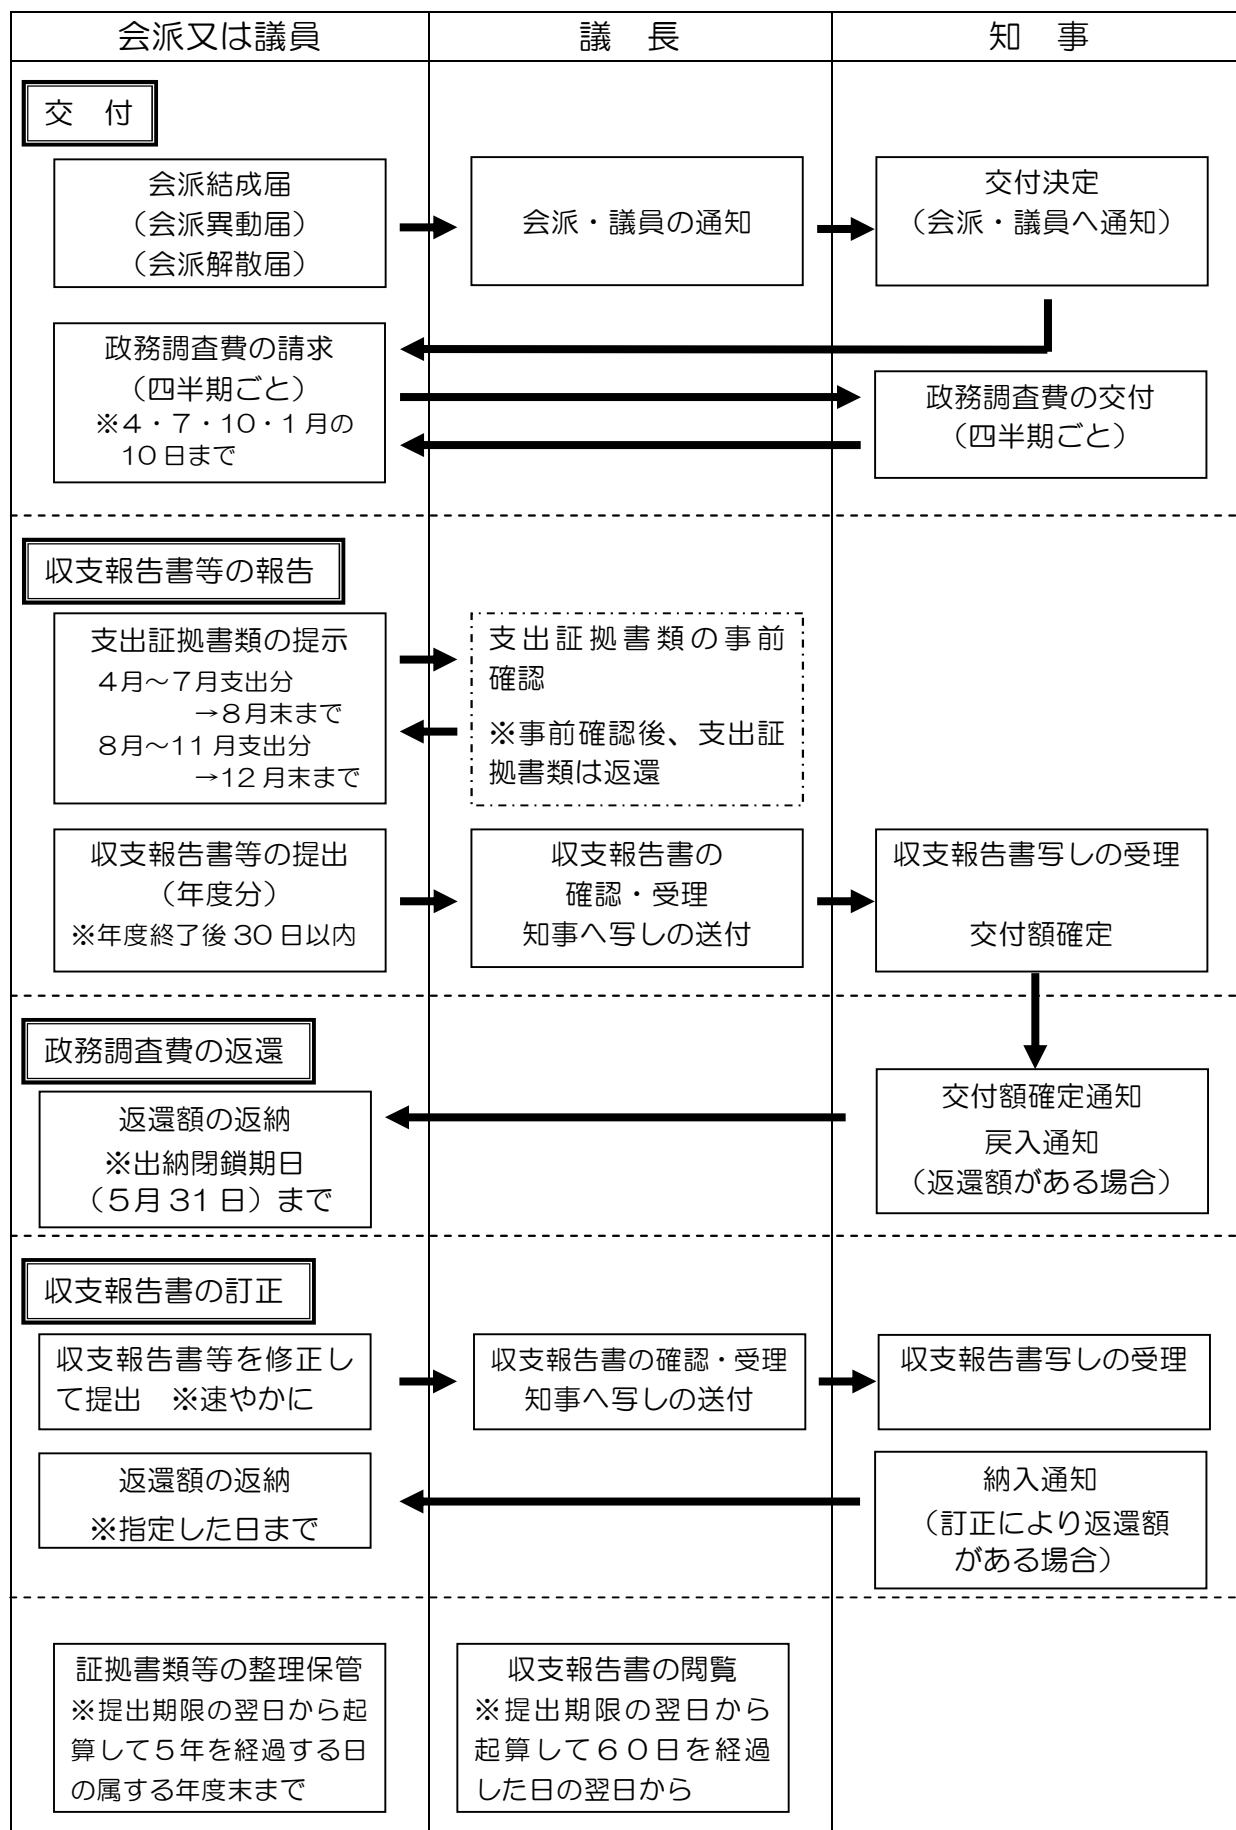 会派又は議員
議　長
知　事
交　付
会派結成届
（会派異動届）
（会派解散届）
会派・議員の通知
交付決定
（会派・議員へ通知）
政務調査費の請求
（四半期ごと）
※４・７・１０・１月の
１０日まで
政務調査費の交付
（四半期ごと）
収支報告書等の報告
支出証拠書類の提示
４月～７月支出分
→８月末まで
８月～１１月支出分
→１２月末まで
支出証拠書類の事前
確認
※事前確認後、支出証
拠書類は返還
収支報告書等の提出
（年度分）
※年度終了後３０日以内
収支報告書の
確認・受理
知事へ写しの送付
収支報告書写しの受理
交付額確定
政務調査費の返還
返還額の返納
※出納閉鎖期日
（５月３１日）まで
交付額確定通知
戻入通知
（返還額がある場合）
収支報告書の訂正
収支報告書等を修正し
て提出　※速やかに
収支報告書の確認・受理
知事へ写しの送付
収支報告書写しの受理
返還額の返納
※指定した日まで
納入通知
（訂正により返還額
がある場合）
証拠書類等の整理保管
※提出期限の翌日から起
算して５年を経過する日
の属する年度末まで
収支報告書の閲覧
※提出期限の翌日から
起算して６０日を経過
した日の翌日から